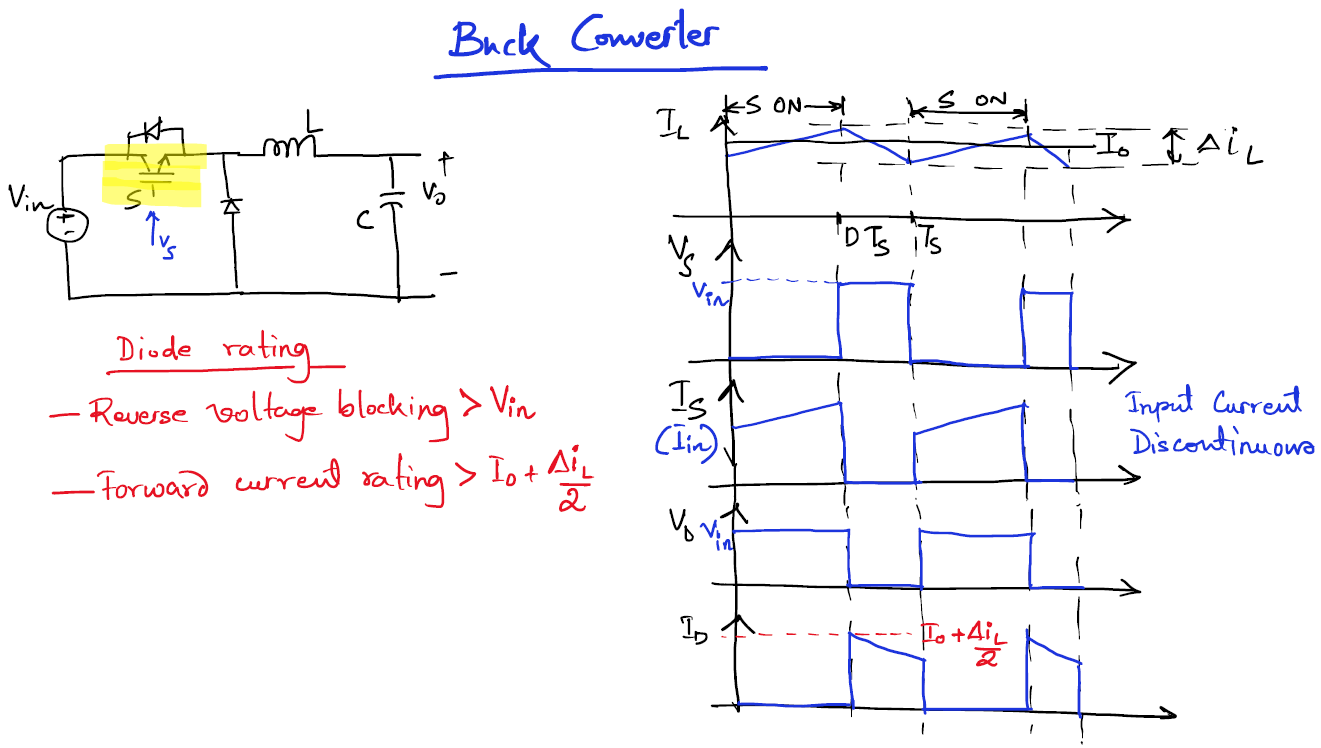 Buck Converter
L
Vin
+
-
S
Vs
C
+
Vo
-
Diode rating
— Reverse voltage blocking > Vin
— Forward current rating > Io + ΔiL/2
S ON
S ON
IL
Io
ΔiL
DTs
Ts
Vs
Vin
Is
(Iin)
Input Current
Discontinuous
VD
Vin
ID
Io + ΔiL/2